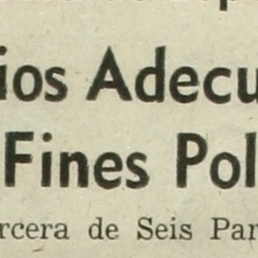 ios Adecu
Fines Pol
rcera de Seis Par